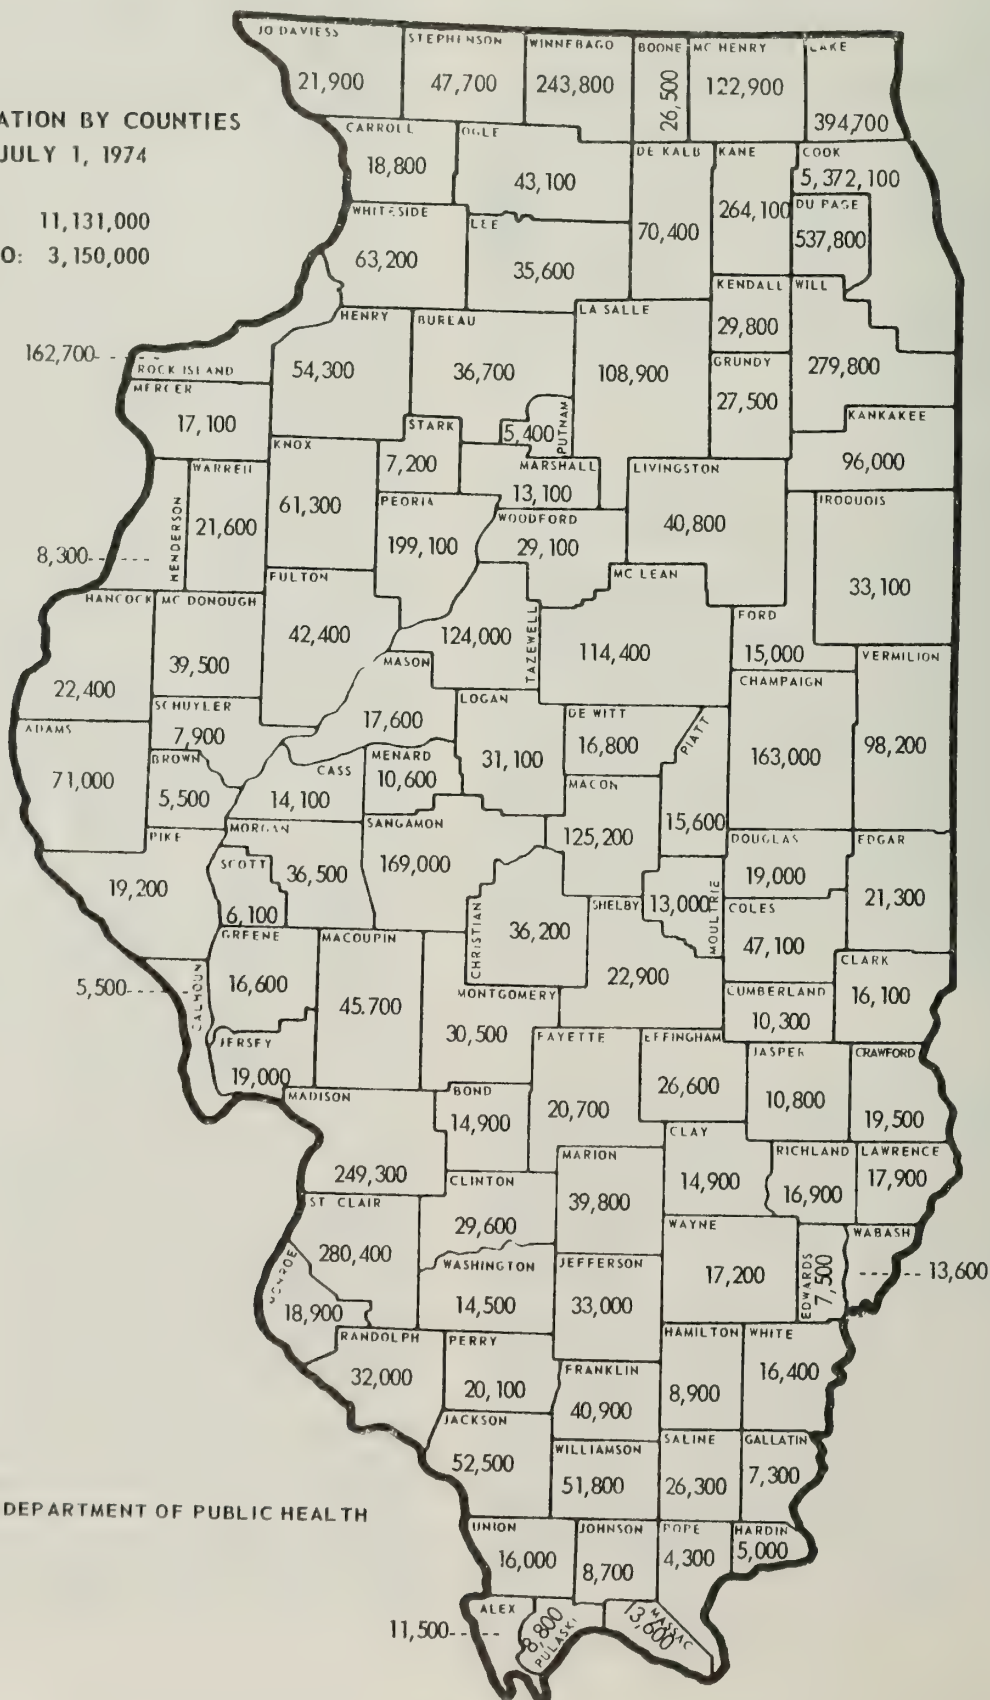 JO DAVIESS
21,900
STEPHENSON
47,700
WINNEBAGO
243,800
BOONE
26,500
MC HENRY
122,900
LAKE
394,700
ATION BY COUNTIES
JULY 1, 1974
11,131,000
O: 3,150,000
CARROLL
18,800
OGLE
43,100
DE KALB
70,400
KANE
264,100
COOK
5,372,100
DU PAGE
537,800
WHITESIDE
63,200
LEE
35,600
KENDALL
29,800
WILL
279,800
162,700
ROCK ISLAND
HENRY
54,300
BUREAU
36,700
LA SALLE
108,900
GRUNDY
27,500
MERCER
17,100
STARK
7,200
5,400
PUTNAM
KANKAKEE
96,000
KNOX
61,300
MARSHALL
13,100
LIVINGSTON
40,800
IROQUOIS
33,100
8,300
HENDERSON
WARREN
21,600
PEORIA
199,100
WOODFORD
29,100
HANCOCK
22,400
MC DONOUGH
39,500
FULTON
42,400
124,000
TAZEWELL
MC LEAN
114,400
FORD
15,000
VERMILION
98,200
MASON
17,600
LOGAN
31,100
DE WITT
16,800
PIATT
15,600
CHAMPAIGN
163,000
ADAMS
71,000
SCHUYLER
7,900
BROWN
5,500
CASS
14,100
MENARD
10,600
MACON
125,200
PIKE
19,200
MORGAN
36,500
SCOTT
6,100
SANGAMON
169,000
CHRISTIAN
36,200
SHELBY
22,900
13,000
MOULTRIE
DOUGLAS
19,000
EDGAR
21,300
COLES
47,100
5,500
CALHOUN
GREENE
16,600
MACOUPIN
45.700
MONTGOMERY
30,500
CUMBERLAND
10,300
CLARK
16,100
JERSEY
19,000
FAYETTE
20,700
EFFINGHAM
26,600
JASPER
10,800
CRAWFORD
19,500
MADISON
249,300
BOND
14,900
CLAY
14,900
RICHLAND
16,900
LAWRENCE
17,900
CLINTON
29,600
MARION
39,800
ST CLAIR
280,400
WAYNE
17,200
EDWARDS
7,500
WABASH
13,600
MONROE
18,900
WASHINGTON
14,500
JEFFERSON
33,000
RANDOLPH
32,000
PERRY
20,100
FRANKLIN
40,900
HAMILTON
8,900
WHITE
16,400
JACKSON
52,500
WILLIAMSON
51,800
SALINE
26,300
GALLATIN
7,300
DEPARTMENT OF PUBLIC HEALTH
UNION
16,000
JOHNSON
8,700
POPE
4,300
HARDIN
5,000
11,500
ALEX
8,800
PULASKI
MASSAC
13,600